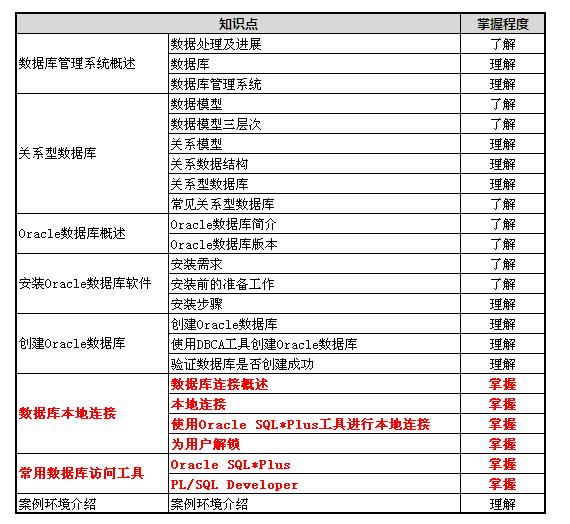 知识点 掌握程度
数据库管理系统概述 数据处理及进展 了解
数据库 理解
数据库管理系统 理解
关系型数据库 数据模型 了解
数据模型三层次 了解
关系模型 理解
关系数据结构 理解
关系型数据库 理解
常见关系型数据库 了解
Oracle数据库概述 Oracle数据库简介 了解
Oracle数据库版本 了解
安装Oracle数据库软件 安装需求 了解
安装前的准备工作 了解
安装步骤 理解
创建Oracle数据库 创建Oracle数据库 理解
使用DBCA工具创建Oracle数据库 理解
验证数据库是否创建成功 理解
数据库本地连接 数据库连接概述 掌握
本地连接 掌握
使用Oracle SQL*Plus工具进行本地连接 掌握
为用户解锁 掌握
常用数据库访问工具 Oracle SQL*Plus 掌握
PL/SQL Developer 掌握
案例环境介绍 案例环境介绍 理解